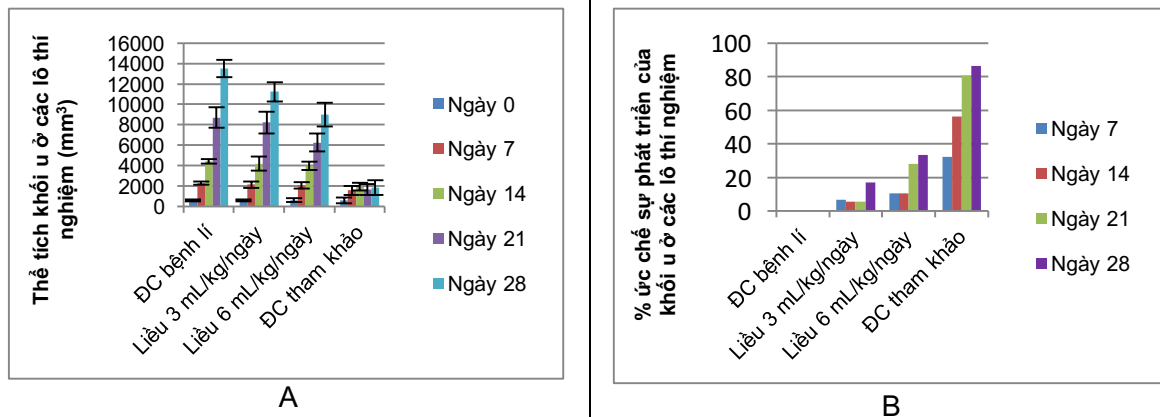 Thể tích khối u ở các lô thí
nghiệm (mm³)
16000
14000
12000
10000
8000
6000
4000
2000
0
ĐC bệnh lí
Liều 3 mL/kg/ngày
Liều 6 mL/kg/ngày
ĐC tham khảo
Ngày 0
Ngày 7
Ngày 14
Ngày 21
Ngày 28
A
% ức chế sự phát triển của
khối u ở các lô thí nghiệm
100
80
60
40
20
0
ĐC bệnh lí
Liều 3 mL/kg/ngày
Liều 6 mL/kg/ngày
ĐC tham khảo
Ngày 7
Ngày 14
Ngày 21
Ngày 28
B